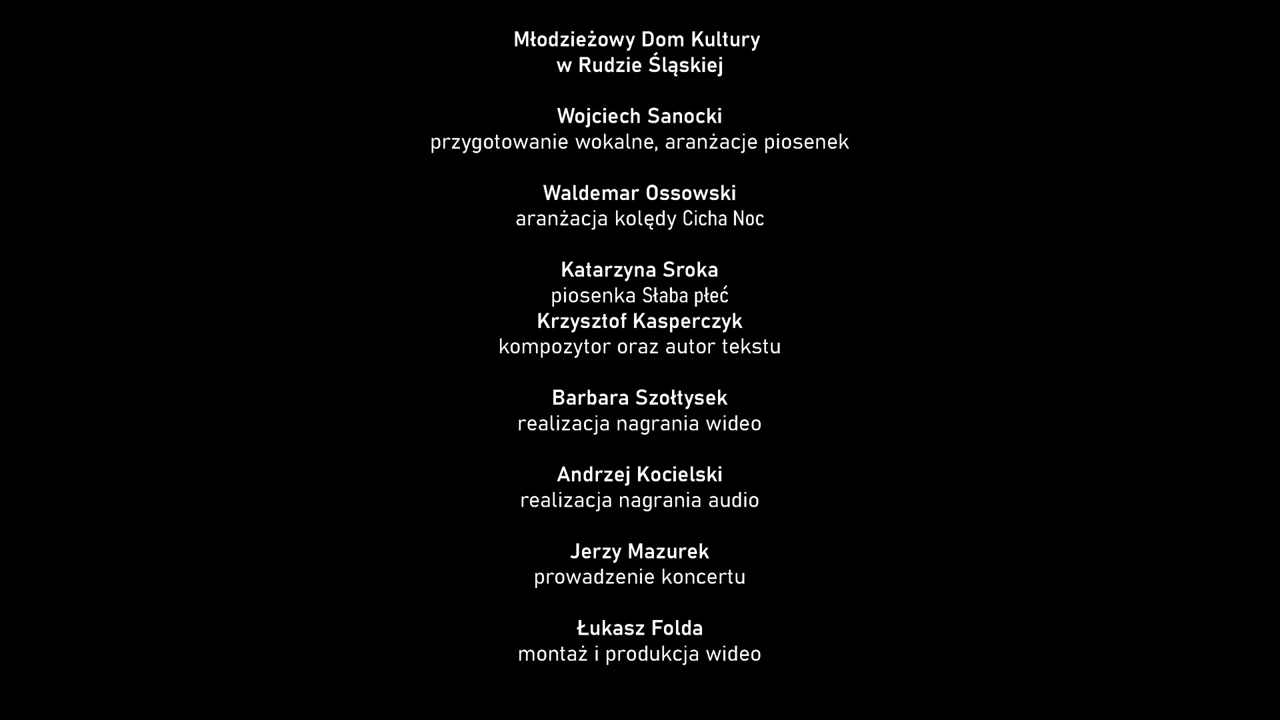 Młodzieżowy Dom Kultury
w Rudzie Śląskiej
Wojciech Sanocki
przygotowanie wokalne, aranżacje piosenek
Waldemar Ossowski
aranżacja kolędy Cicha Noc
Katarzyna Sroka
piosenka Słaba płeć
Krzysztof Kasperczyk
kompozytor oraz autor tekstu
Barbara Szołtysek
realizacja nagrania wideo
Andrzej Kocielski
realizacja nagrania audio
Jerzy Mazurek
prowadzenie koncertu
Łukasz Folda
montaż i produkcja wideo